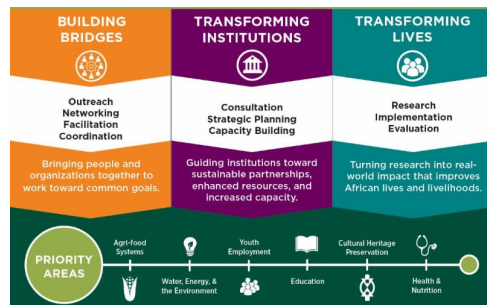 BUILDING
BRIDGES
Outreach
Networking
Facilitation
Coordination
Bringing people and
organizations together to
work toward common goals.
TRANSFORMING
INSTITUTIONS
Consultation
Strategic Planning
Capacity Building
Guiding institutions toward
sustainable partnerships,
enhanced resources, and
increased capacity.
TRANSFORMING
LIVES
Research
Implementation
Evaluation
Turning research into real-
world impact that improves
African lives and livelihoods.
PRIORITY
AREAS
Agri-food
Systems
Water, Energy, &
the Environment
Youth
Employment
Education
Cultural Heritage
Preservation
Health &
Nutrition